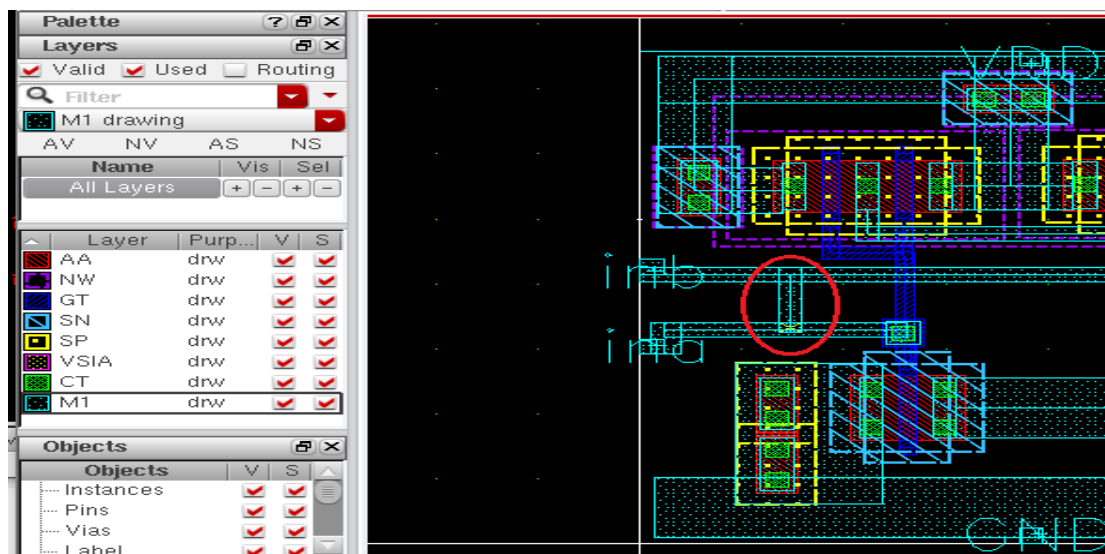 Palette
Layers
Valid Used Routing
Filter
M1 drawing
AV NV AS NS
Name Vis Sel
All Layers + - + -
Layer Purp... V S
AA drw
NW drw
GT drw
SN drw
SP drw
VSIA drw
CT drw
M1 drw
Objects
Objects V S
Instances
Pins
Vias
Label
VDD
inb
ina
GND